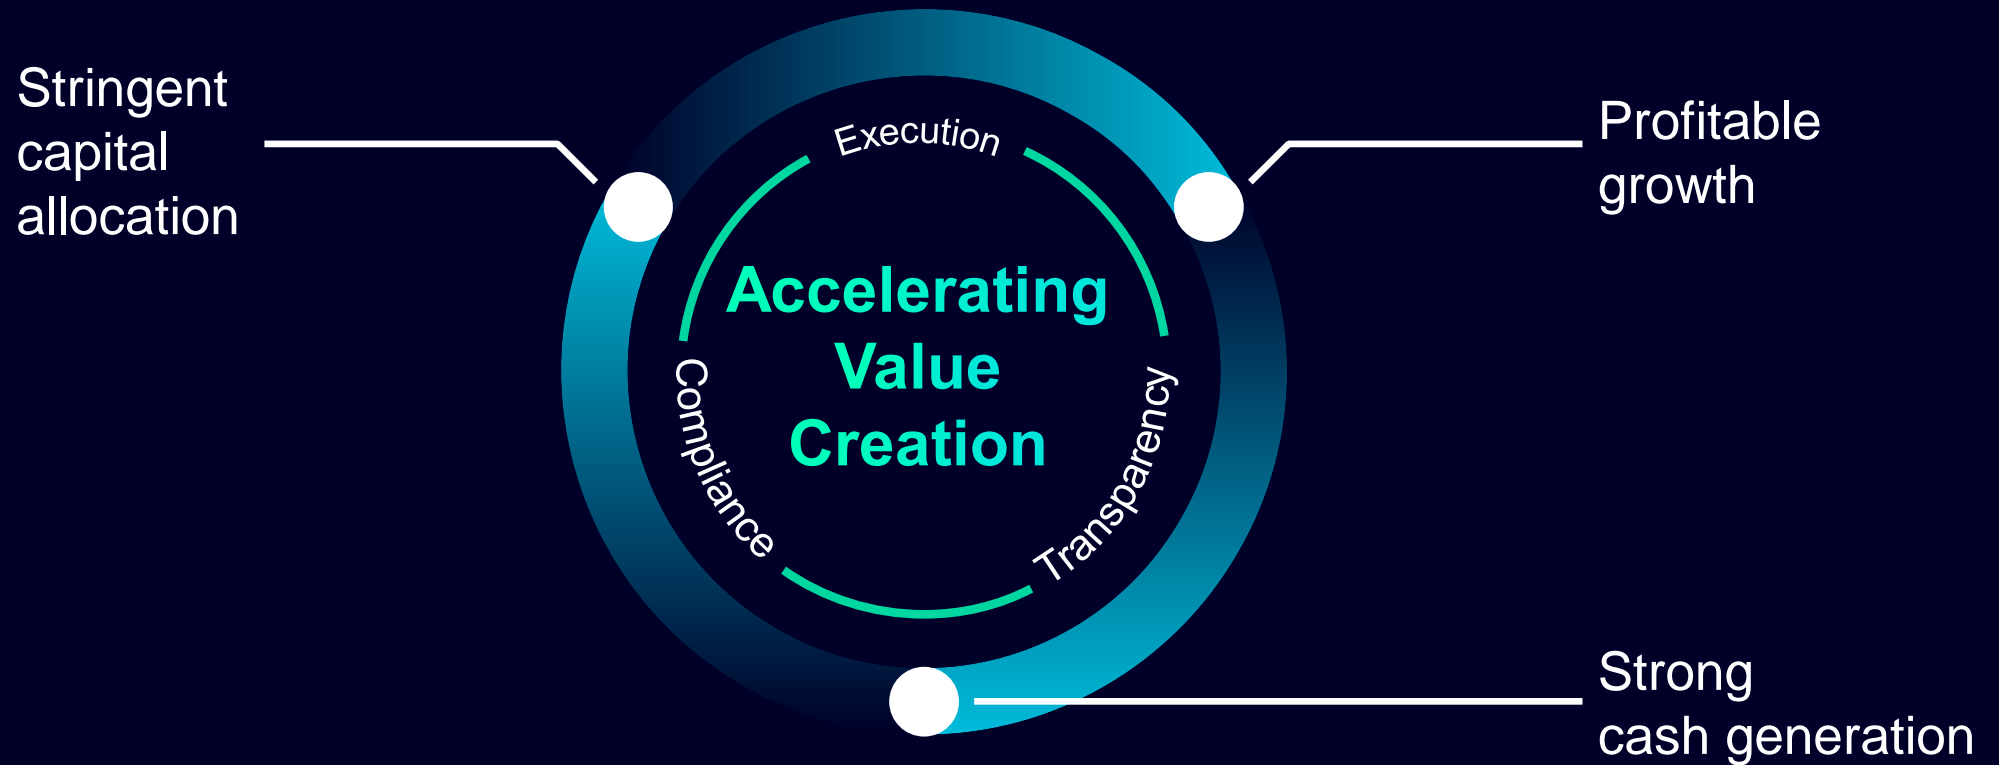 Stringent
capital
allocation
Profitable
growth
Execution
Accelerating
Value
Creation
Compliance
Transparency
Strong
cash generation